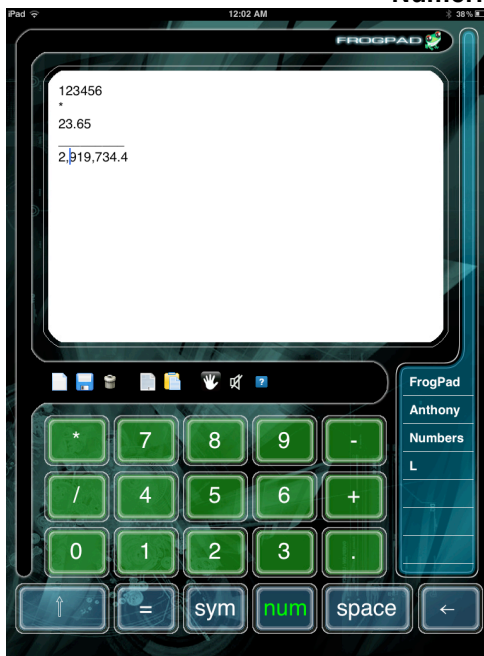 iPad 12:02 AM 38%
FROGPAD
123456
*
23.65
2,919,734.4
FrogPad
Anthony
Numbers
L
* 7 8 9 -
/ 4 5 6 +
0 1 2 3 .
⇧ = sym num space ←